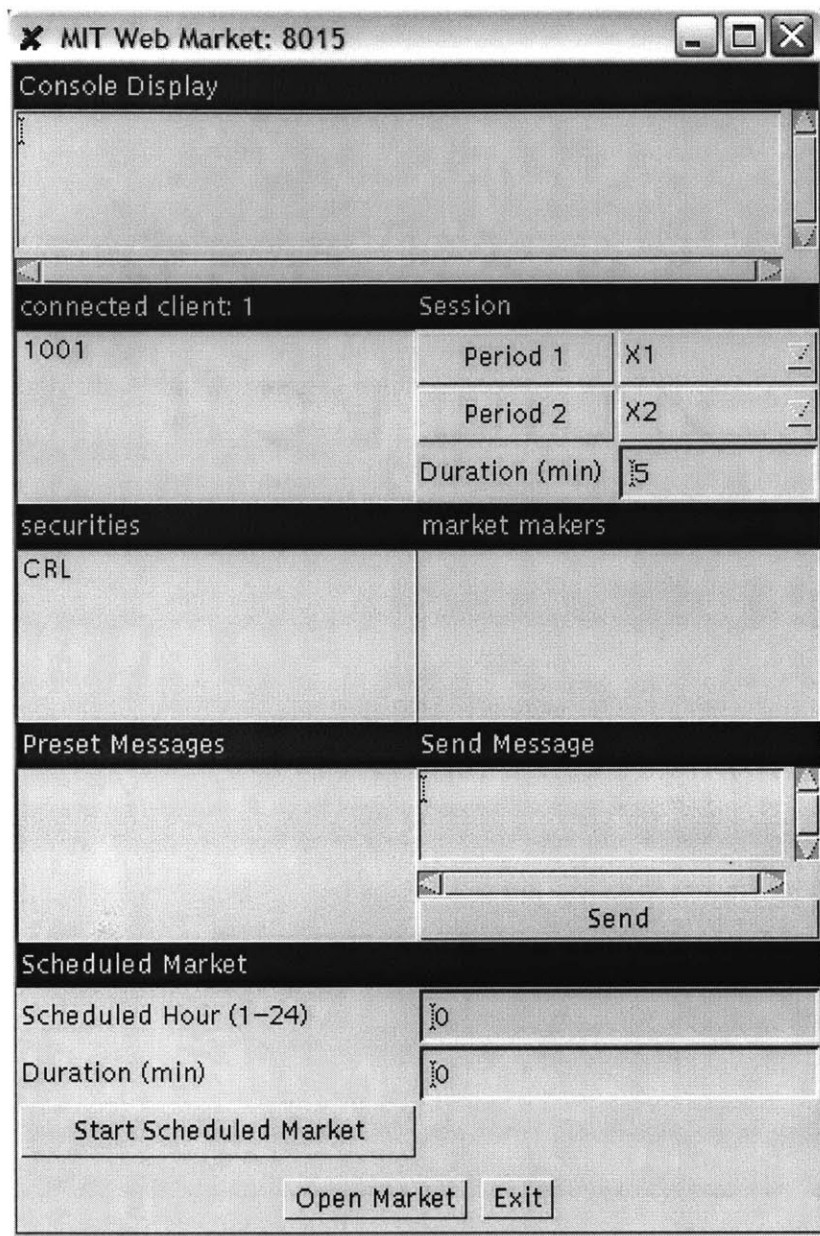 MIT Web Market: 8015
Console Display
connected client: 1 Session
1001
Period 1 X1
Period 2 X2
Duration (min) 5
securities market makers
CRL
Preset Messages Send Message
Send
Scheduled Market
Scheduled Hour (1-24) 0
Duration (min) 0
Start Scheduled Market
Open Market Exit